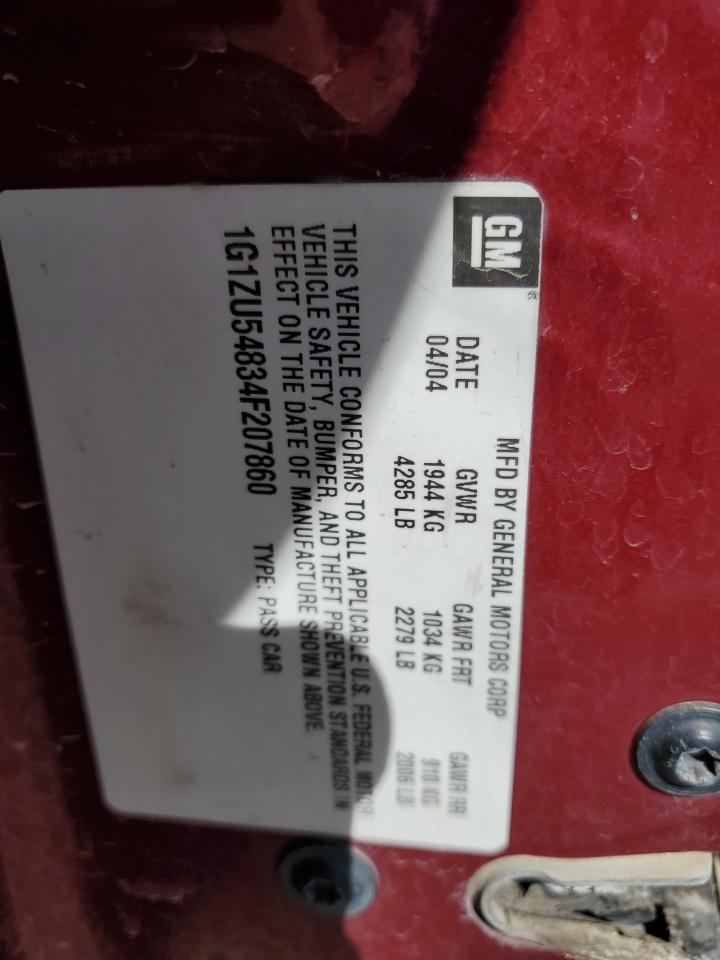 GM
®
MFD BY GENERAL MOTORS CORP
DATE GVWR GAWR FRT GAWR RR
04/04 1944 KG 1034 KG 910 KG
4285 LB 2279 LB 2006 LB
THIS VEHICLE CONFORMS TO ALL APPLICABLE U.S. FEDERAL MOTOR
VEHICLE SAFETY, BUMPER, AND THEFT PREVENTION STANDARDS IN
EFFECT ON THE DATE OF MANUFACTURE SHOWN ABOVE.
1G1ZU54834F207860 TYPE: PASS CAR